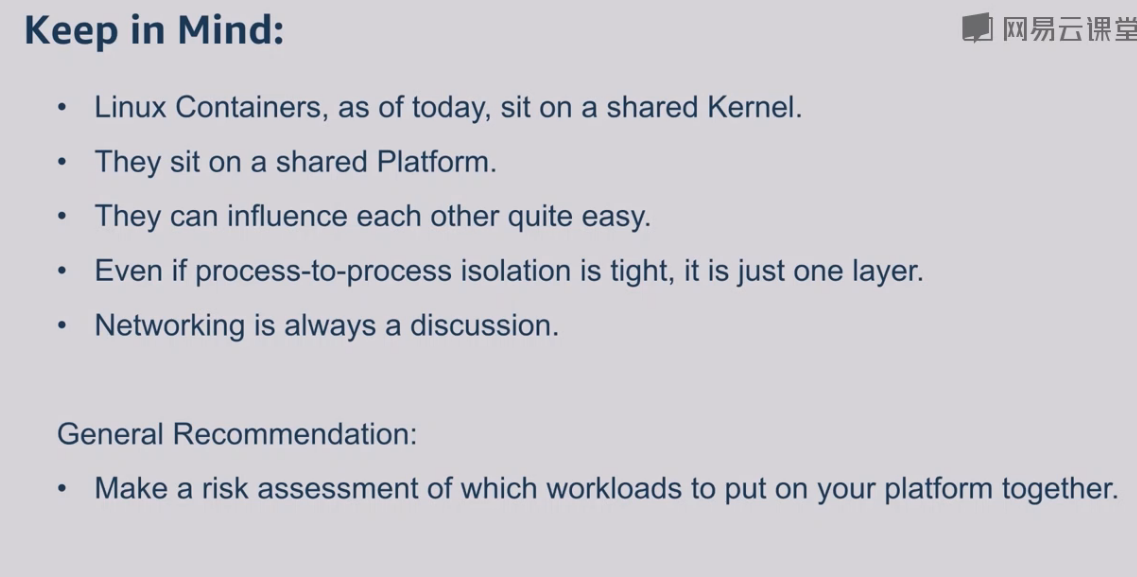 Keep in Mind:
网易云课堂
• Linux Containers, as of today, sit on a shared Kernel.
• They sit on a shared Platform.
• They can influence each other quite easy.
• Even if process-to-process isolation is tight, it is just one layer.
• Networking is always a discussion.
General Recommendation:
• Make a risk assessment of which workloads to put on your platform together.